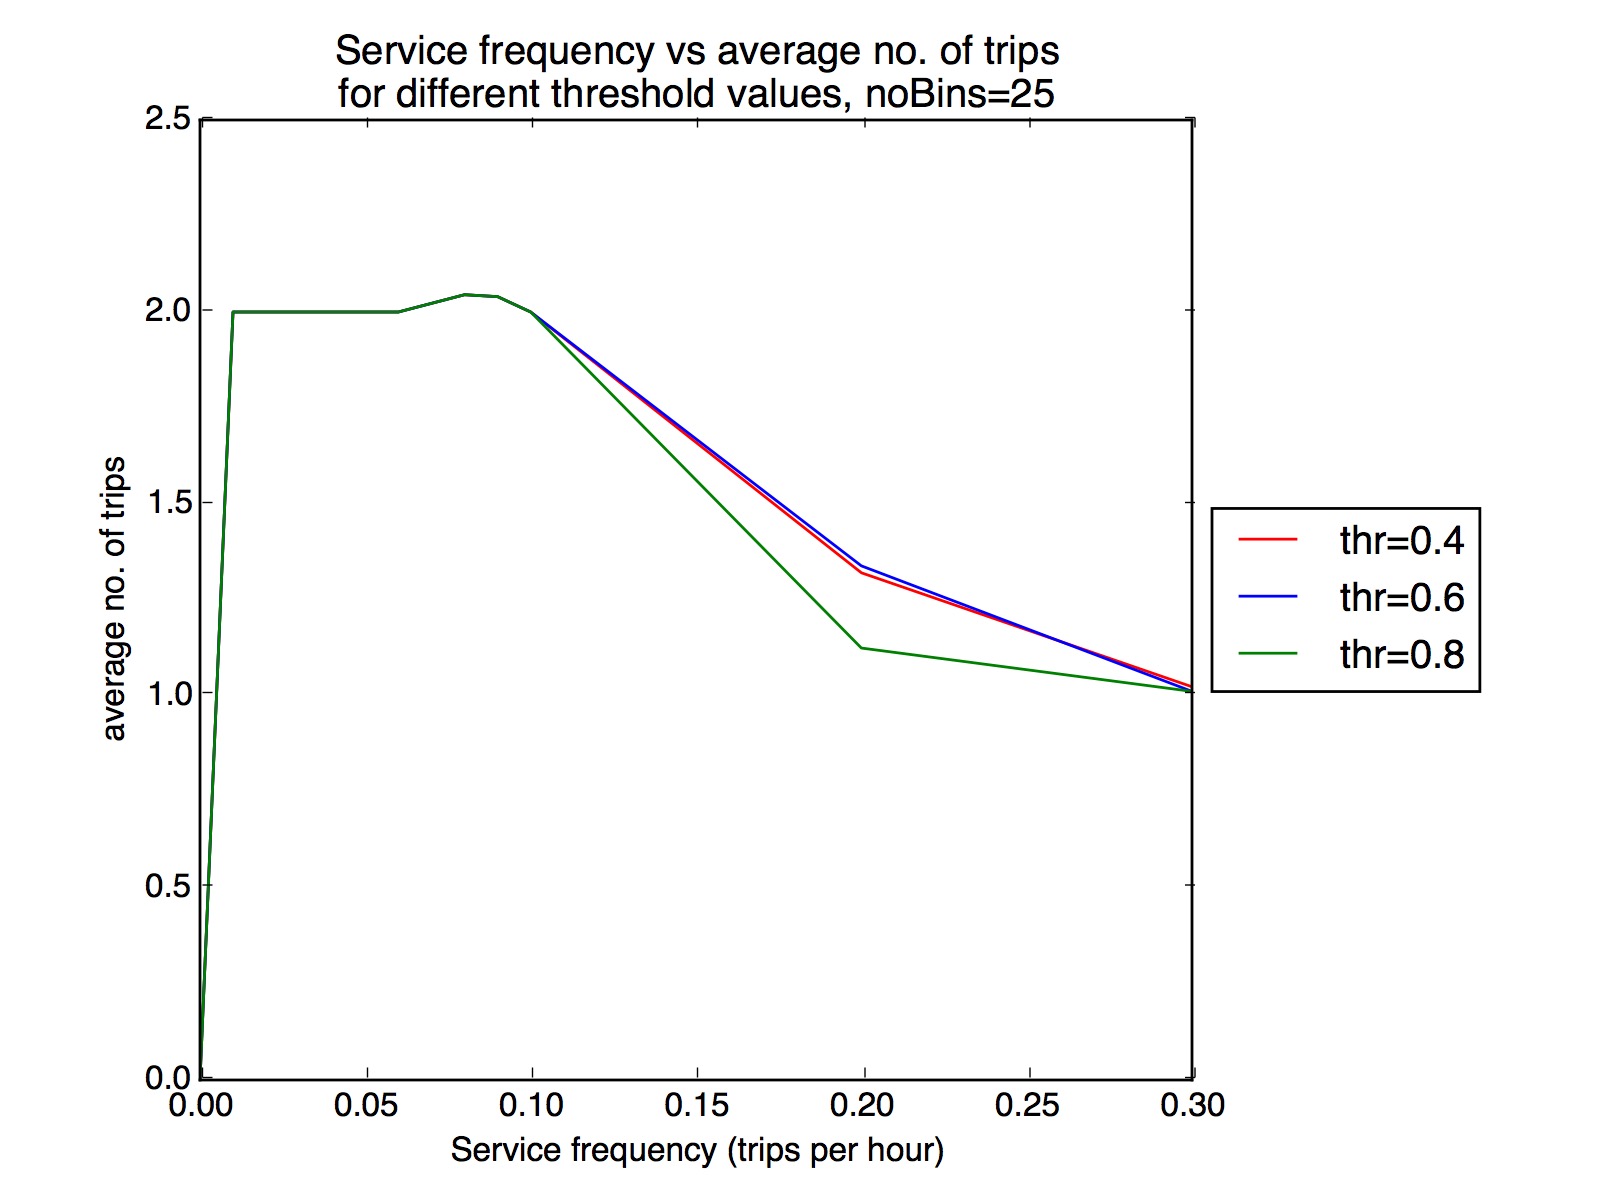 Service frequency vs average no. of trips
for different threshold values, noBins=25
2.5
2.0
1.5
1.0
0.5
0.0
average no. of trips
0.00 0.05 0.10 0.15 0.20 0.25 0.30
Service frequency (trips per hour)
thr=0.4
thr=0.6
thr=0.8